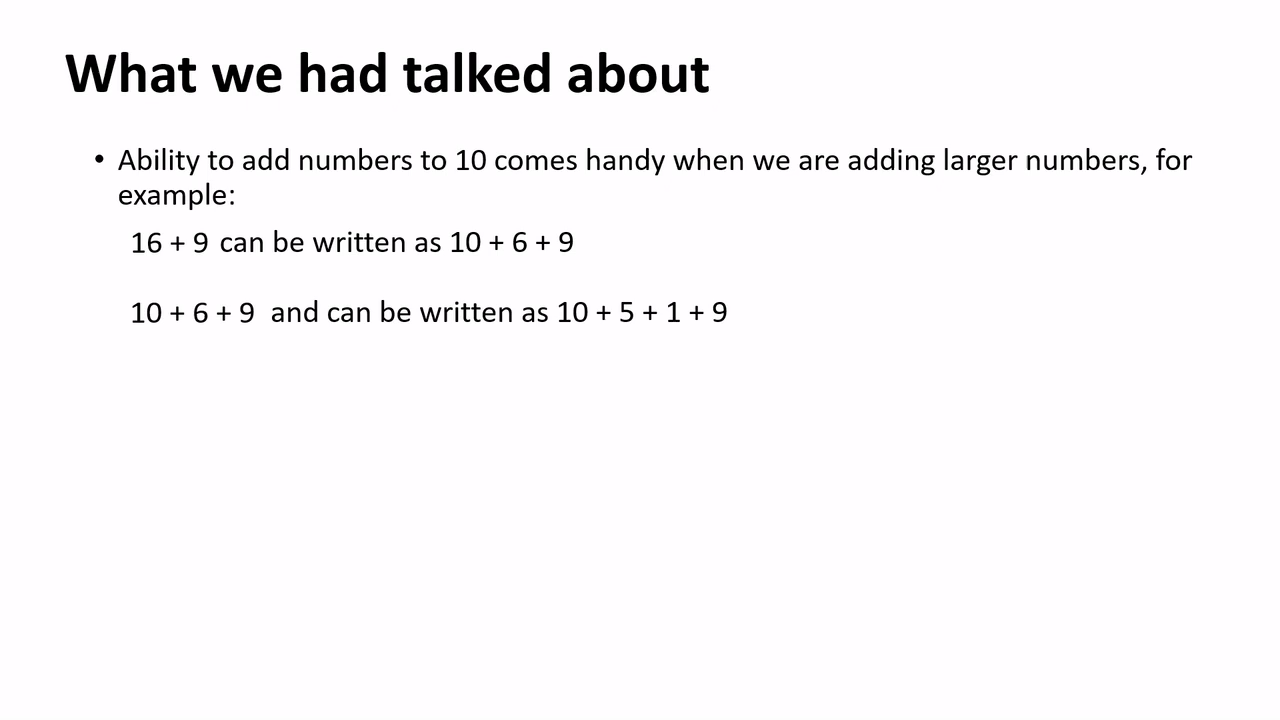 What we had talked about
• Ability to add numbers to 10 comes handy when we are adding larger numbers, for
example:
16 + 9 can be written as 10 + 6 + 9
10 + 6 + 9 and can be written as 10 + 5 + 1 + 9